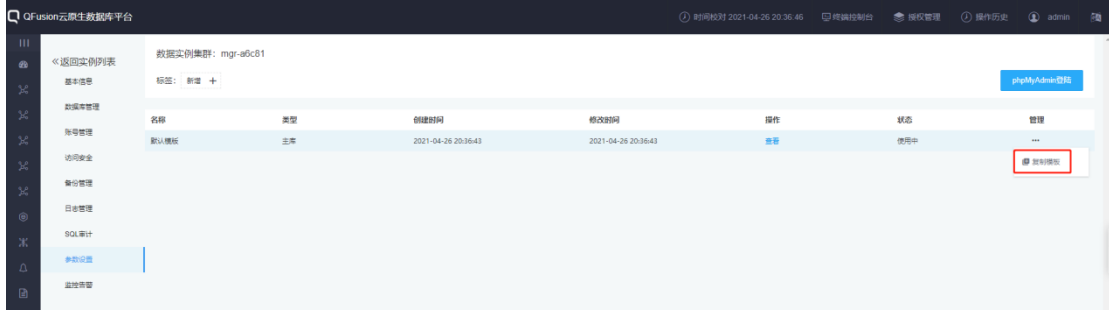 QFusion云原生数据库平台
时间校对 2021-04-26 20:36:46
终端控制台
授权管理
操作历史
admin
返回实例列表
基本信息
数据库管理
账号管理
访问安全
备份管理
日志管理
SQL审计
参数设置
监控告警
数据实例集群：mgr-a6c81
标签： 新增 +
phpMyAdmin登陆
名称 类型 创建时间 修改时间 操作 状态 管理
默认模板 主库 2021-04-26 20:36:43 2021-04-26 20:36:43 查看 使用中 ···
复制模板